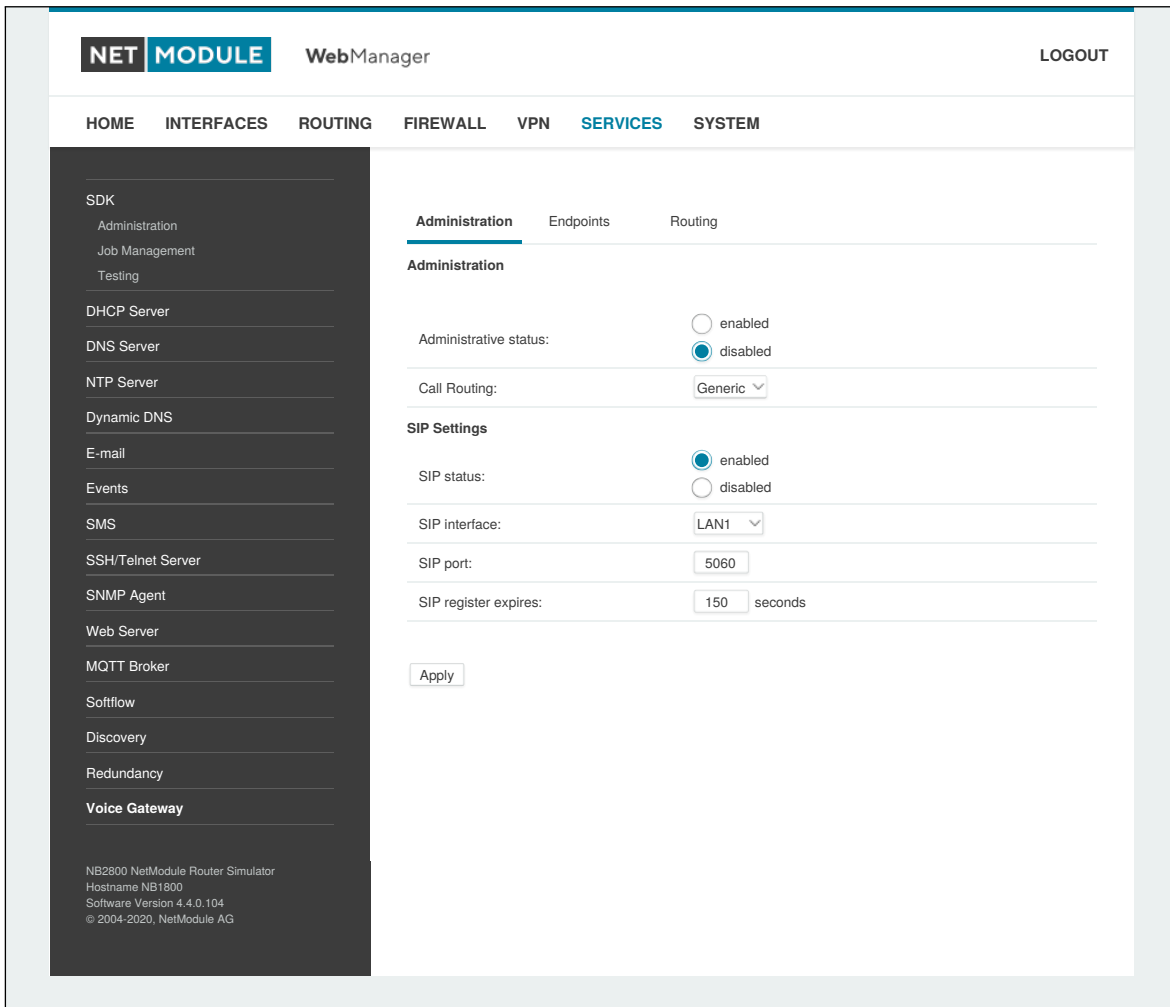 NET MODULE WebManager LOGOUT
HOME INTERFACES ROUTING FIREWALL VPN SERVICES SYSTEM
SDK
Administration
Job Management
Testing
DHCP Server
DNS Server
NTP Server
Dynamic DNS
E-mail
Events
SMS
SSH/Telnet Server
SNMP Agent
Web Server
MQTT Broker
Softflow
Discovery
Redundancy
Voice Gateway
NB2800 NetModule Router Simulator
Hostname NB1800
Software Version 4.4.0.104
© 2004-2020, NetModule AG
Administration Endpoints Routing
Administration
Administrative status:
enabled
disabled
Call Routing: Generic
SIP Settings
SIP status:
enabled
disabled
SIP interface: LAN1
SIP port: 5060
SIP register expires: 150 seconds
Apply